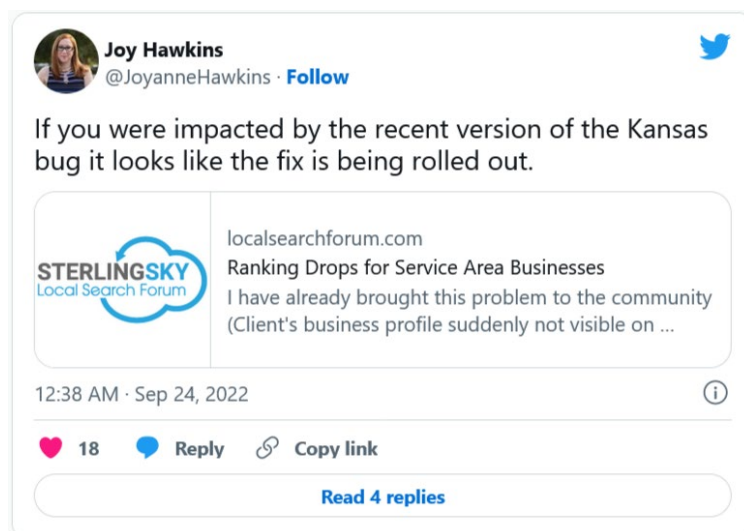 Joy Hawkins
@JoyanneHawkins · Follow
If you were impacted by the recent version of the Kansas
bug it looks like the fix is being rolled out.
STERLINGSKY
Local Search Forum
localsearchforum.com
Ranking Drops for Service Area Businesses
I have already brought this problem to the community
(Client's business profile suddenly not visible on ...
12:38 AM · Sep 24, 2022
18 Reply Copy link
Read 4 replies